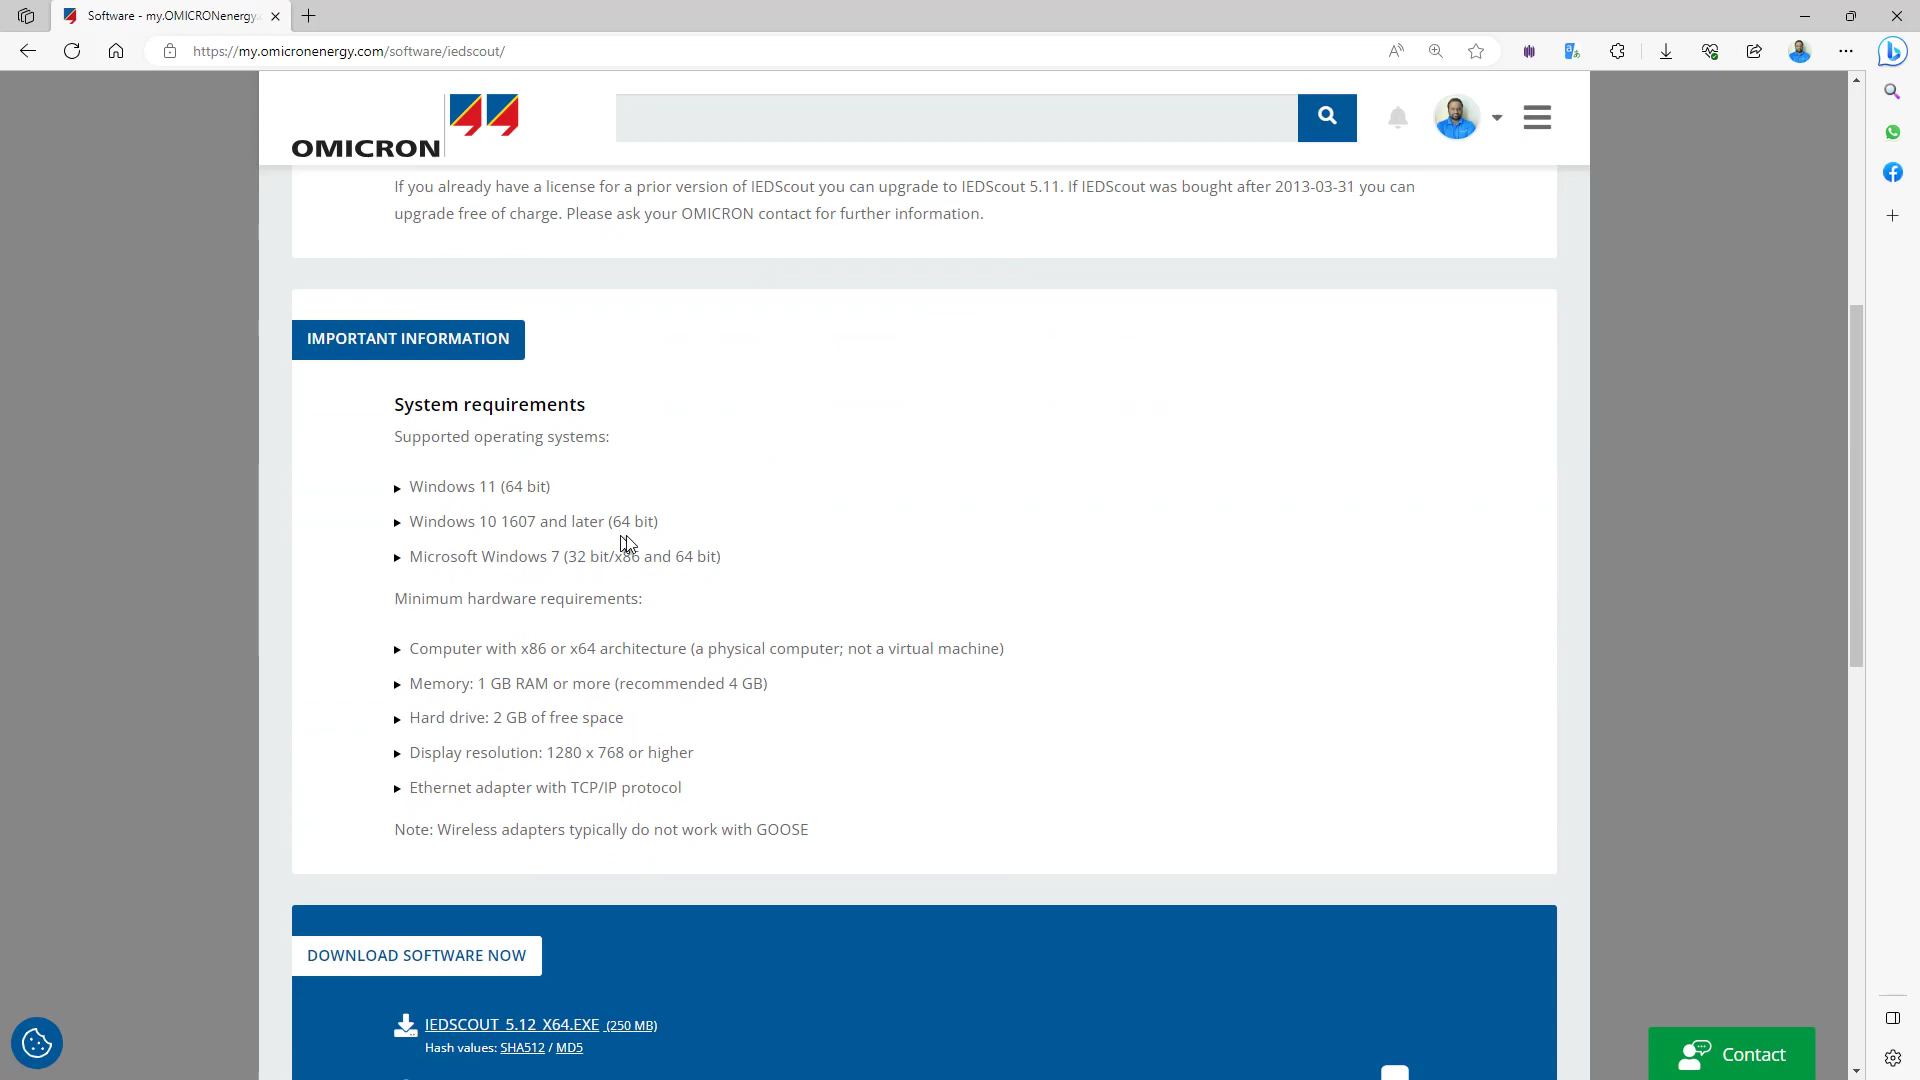 Software - my.OMICRONenergy.c
https://my.omicronenergy.com/software/iedscout/
OMICRON
If you already have a license for a prior version of IEDScout you can upgrade to IEDScout 5.11. If IEDScout was bought after 2013-03-31 you can
upgrade free of charge. Please ask your OMICRON contact for further information.
IMPORTANT INFORMATION
System requirements
Supported operating systems:
Windows 11 (64 bit)
Windows 10 1607 and later (64 bit)
Microsoft Windows 7 (32 bit/x86 and 64 bit)
Minimum hardware requirements:
Computer with x86 or x64 architecture (a physical computer; not a virtual machine)
Memory: 1 GB RAM or more (recommended 4 GB)
Hard drive: 2 GB of free space
Display resolution: 1280 x 768 or higher
Ethernet adapter with TCP/IP protocol
Note: Wireless adapters typically do not work with GOOSE
DOWNLOAD SOFTWARE NOW
IEDSCOUT_5.12_X64.EXE (250 MB)
Hash values: SHA512 / MD5
Contact